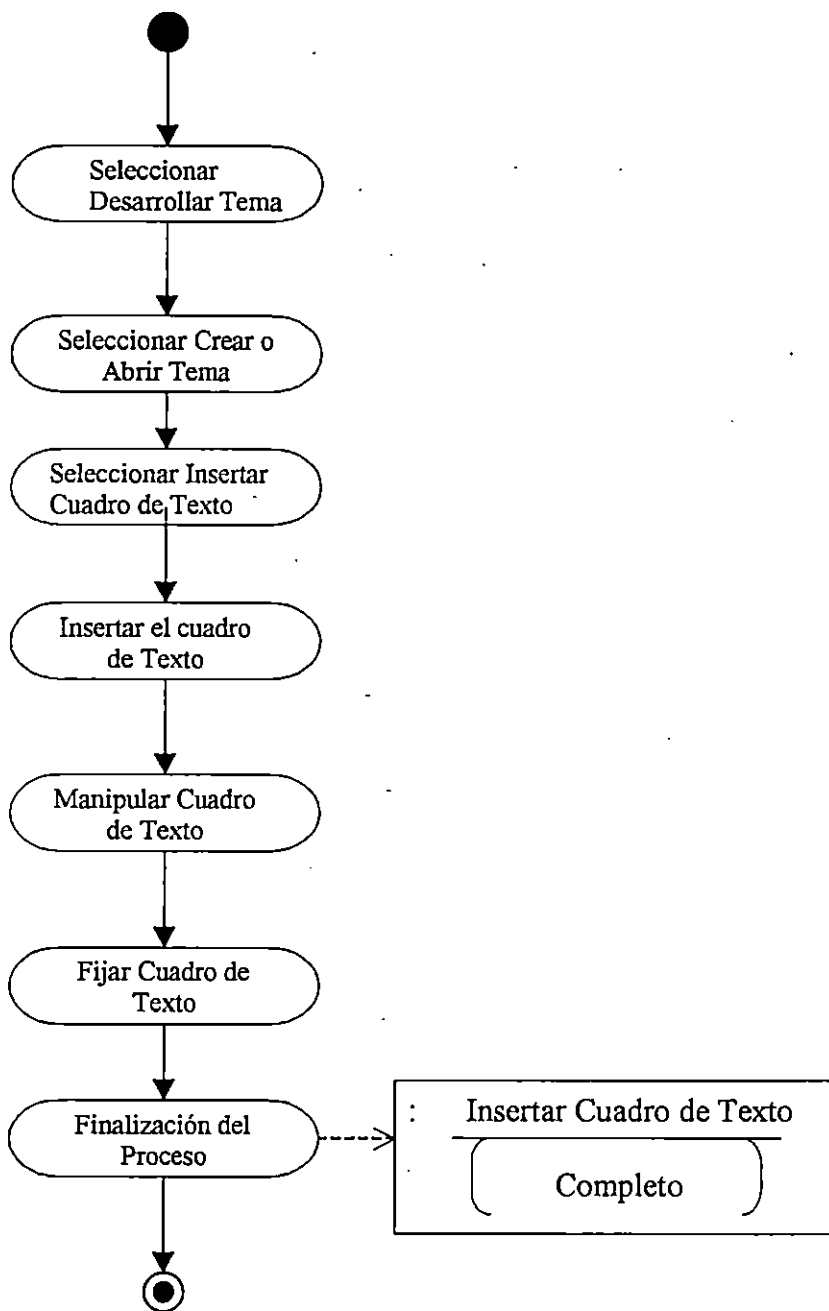 Seleccionar
Desarrollar Tema
Seleccionar Crear o
Abrir Tema
Seleccionar Insertar
Cuadro de Texto
Insertar el cuadro
de Texto
Manipular Cuadro
de Texto
Fijar Cuadro de
Texto
Finalización del
Proceso
: Insertar Cuadro de Texto
Completo